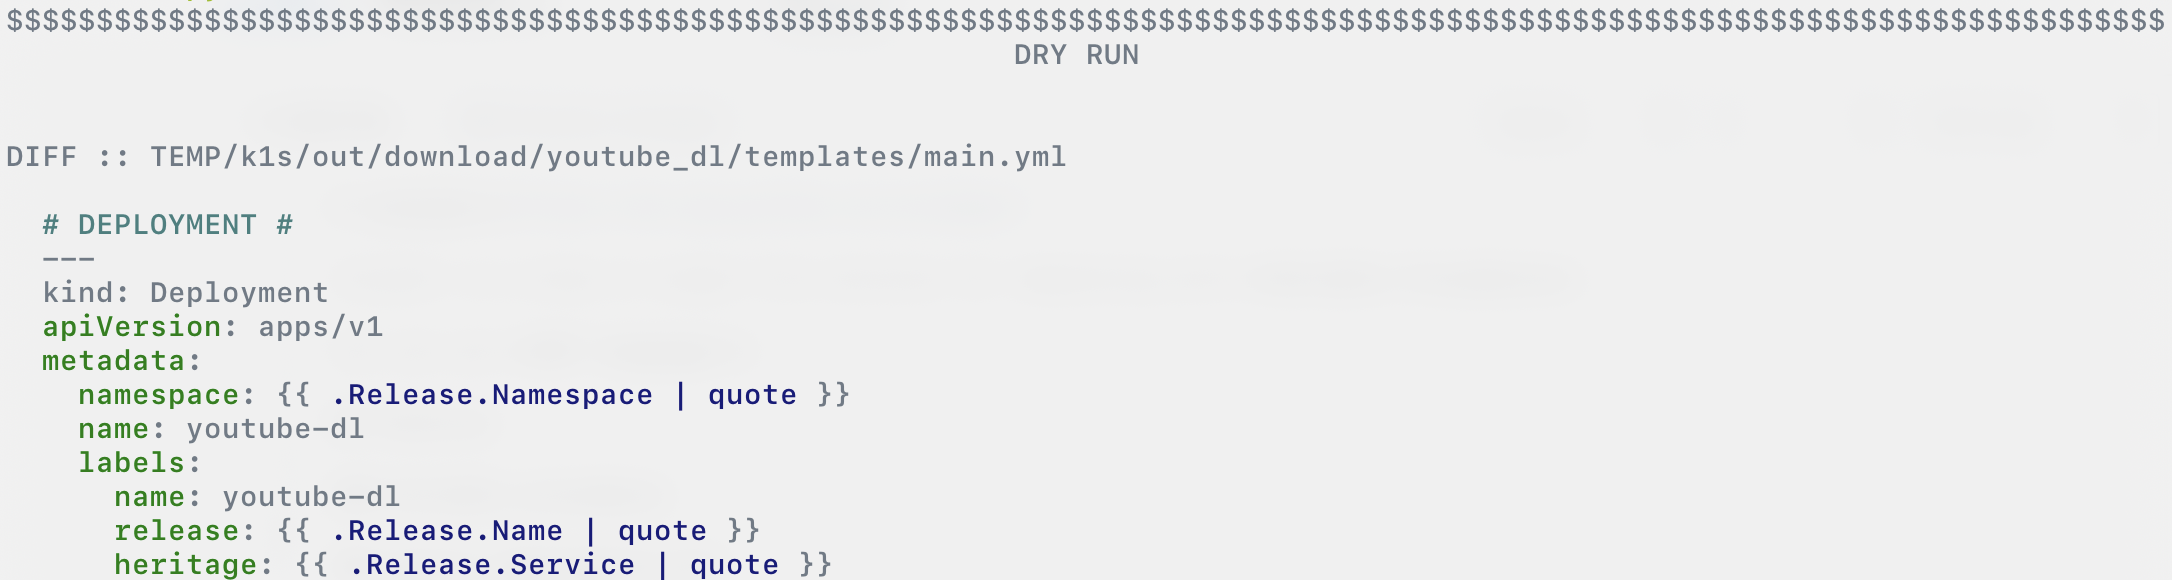 $$$$$$$$$$$$$$$$$$$$$$$$$$$$$$$$$$$$$$$$$$$$$$$$$$$$$$$$$$$$$$$$$$$$$$$$$$$$$$$$$$$$$$$$$$$$$$$$$$$$$$$$$$$$$$$$$$$$$$$$
DRY RUN
DIFF :: TEMP/k1s/out/download/youtube_dl/templates/main.yml
# DEPLOYMENT #
---
kind: Deployment
apiVersion: apps/v1
metadata:
  namespace: {{ .Release.Namespace | quote }}
  name: youtube-dl
  labels:
    name: youtube-dl
    release: {{ .Release.Name | quote }}
    heritage: {{ .Release.Service | quote }}